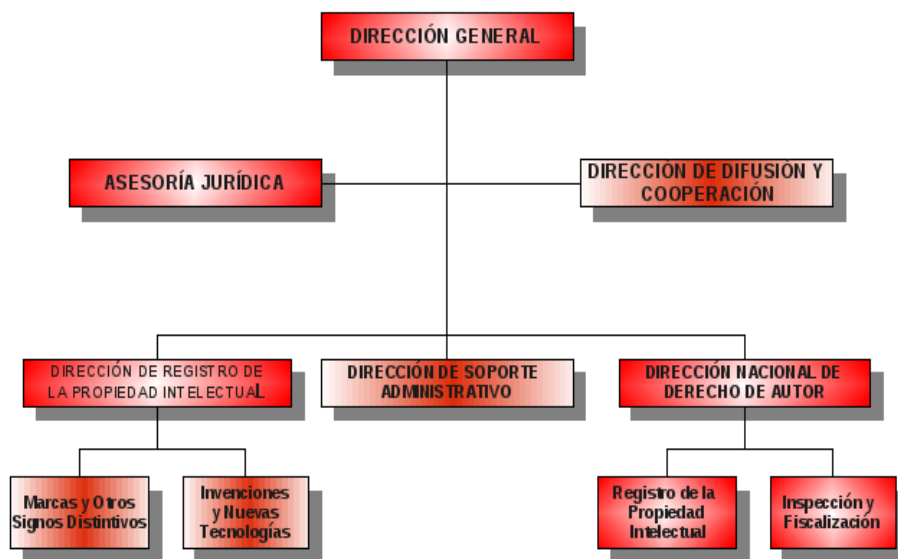 DIRECCIÓN GENERAL
ASESORÍA JURÍDICA
DIRECCIÓN DE DIFUSIÓN Y
COOPERACIÓN
DIRECCIÓN DE REGISTRO DE
LA PROPIEDAD INTELECTUAL
DIRECCIÓN DE SOPORTE
ADMINISTRATIVO
DIRECCIÓN NACIONAL DE
DERECHO DE AUTOR
Marcas y Otros
Signos Distintivos
Invenciones
y Nuevas
Tecnologías
Registro de la
Propiedad
Intelectual
Inspección y
Fiscalización